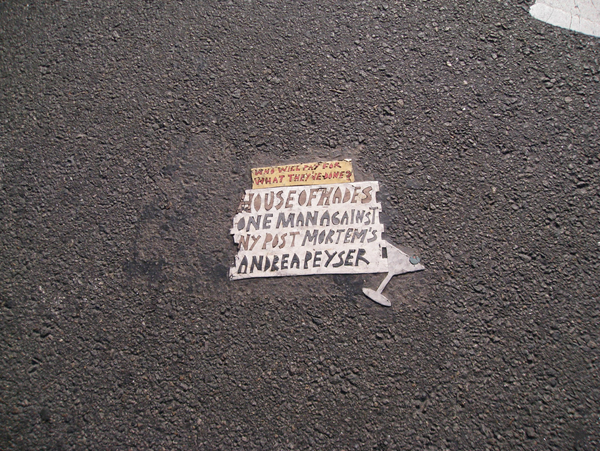 WHO WILL PAY FOR
WHAT THEY'VE DONE?
HOUSE OF HADES
ONE MAN AGAINST
NY POST MORTEM'S
ANDREA PEYSER